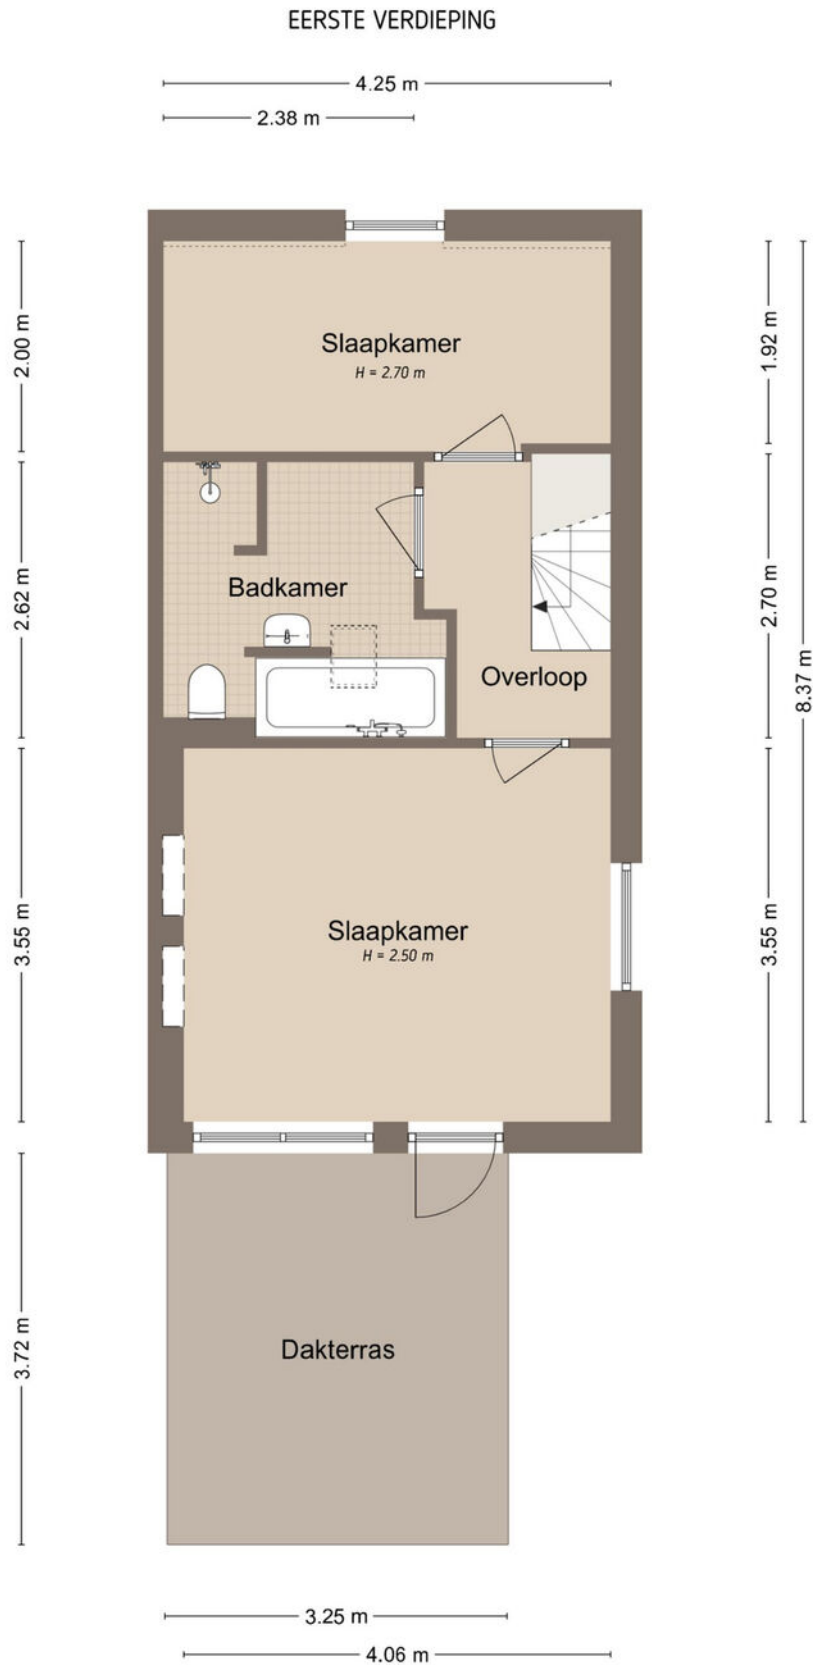 EERSTE VERDIEPING
4.25 m
2.38 m
2.00 m
Slaapkamer
H = 2.70 m
1.92 m
2.62 m
Badkamer
2.70 m
Overloop
8.37 m
3.55 m
Slaapkamer
H = 2.50 m
3.55 m
3.72 m
Dakterras
3.25 m
4.06 m